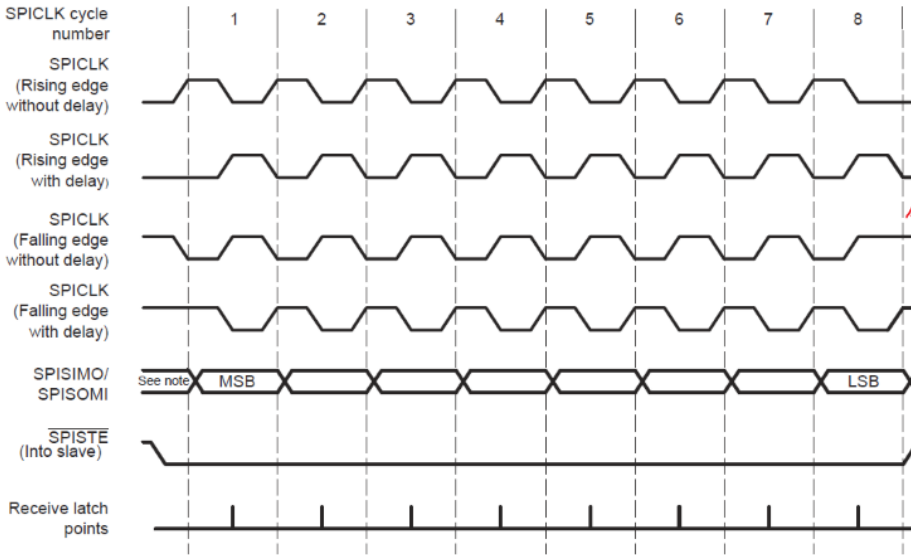 SPICLK cycle
number
1 2 3 4 5 6 7 8
SPICLK
(Rising edge
without delay)
SPICLK
(Rising edge
with delay)
SPICLK
(Falling edge
without delay)
SPICLK
(Falling edge
with delay)
SPISIMO/
SPISOMI
See note
MSB
LSB
SPISTE
(Into slave)
Receive latch
points